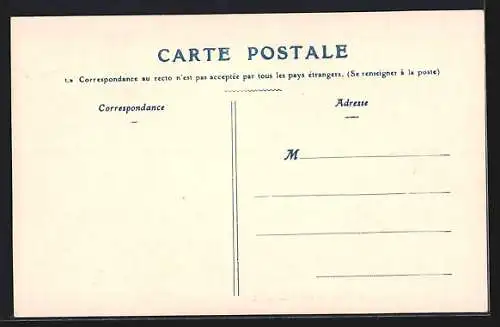 CARTE POSTALE
La Correspondance au recto n'est pas acceptée par tous les pays étrangers. (Se renseigner à la poste)
Correspondance
Adresse
M